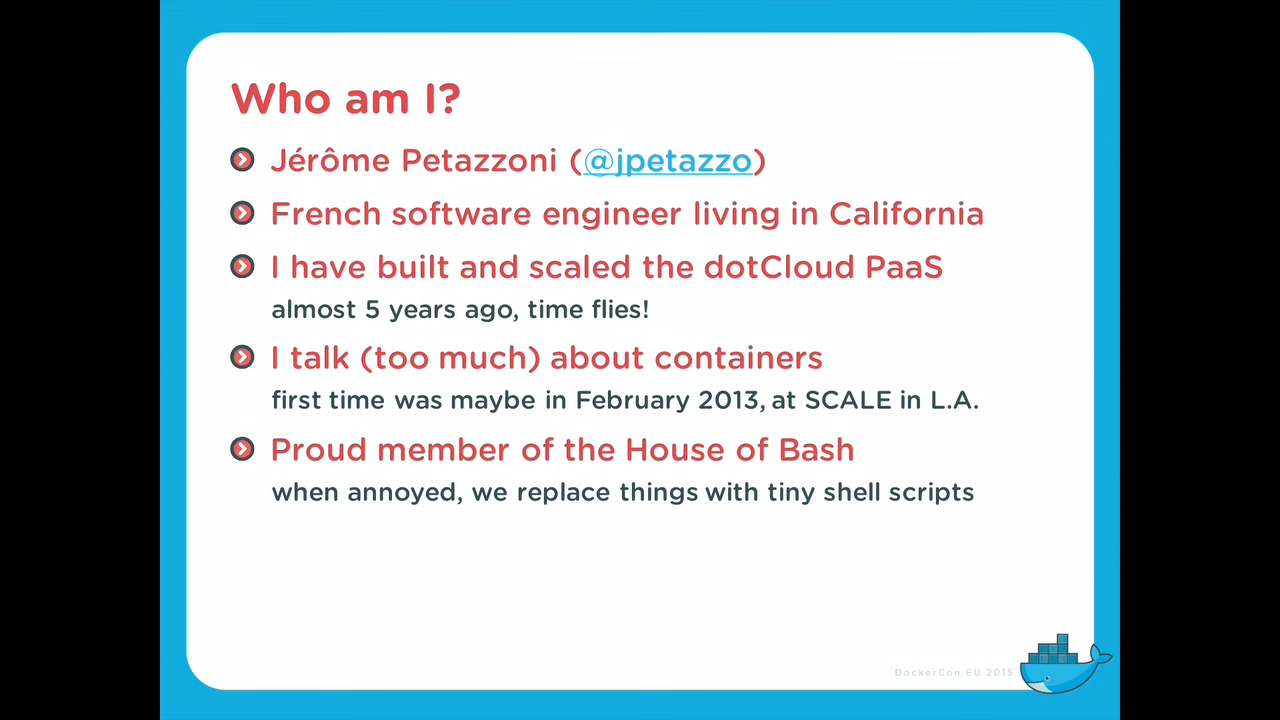 Who am I?
Jérôme Petazzoni (@jpetazzo)
French software engineer living in California
I have built and scaled the dotCloud PaaS
almost 5 years ago, time flies!
I talk (too much) about containers
first time was maybe in February 2013, at SCALE in L.A.
Proud member of the House of Bash
when annoyed, we replace things with tiny shell scripts
DockerCon EU 2015